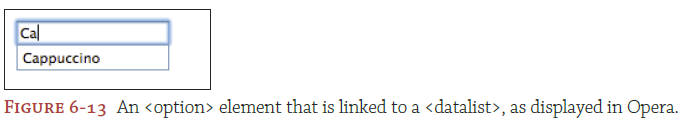 Ca
Cappuccino
FIGURE 6-13 An <option> element that is linked to a <datalist>, as displayed in Opera.